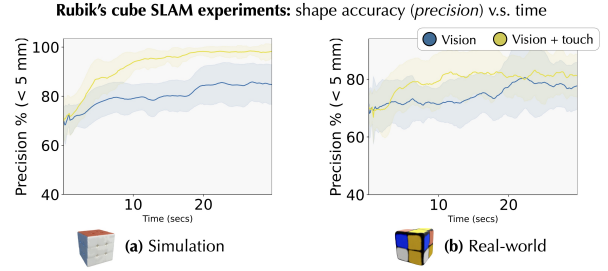 Rubik's cube SLAM experiments: shape accuracy (precision) v.s. time
Vision
Vision + touch
Precision % (< 5 mm)
100
80
60
40
10
20
Time (secs)
(a) Simulation
Precision % (< 5 mm)
80
60
40
10
20
Time (secs)
(b) Real-world